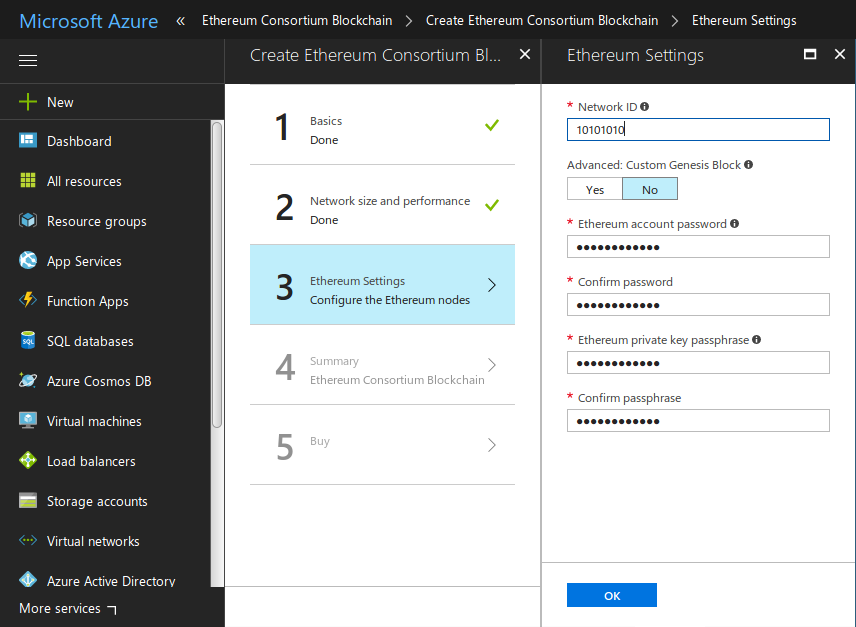 Microsoft Azure « Ethereum Consortium Blockchain > Create Ethereum Consortium Blockchain > Ethereum Settings
New
Dashboard
All resources
Resource groups
App Services
Function Apps
SQL databases
Azure Cosmos DB
Virtual machines
Load balancers
Storage accounts
Virtual networks
Azure Active Directory
More services
Create Ethereum Consortium Bl...
1 Basics
Done
2 Network size and performance
Done
3 Ethereum Settings
Configure the Ethereum nodes
4 Summary
Ethereum Consortium Blockchain
5 Buy
Ethereum Settings
* Network ID
10101010
Advanced: Custom Genesis Block
Yes No
* Ethereum account password
●●●●●●●●●●●●
* Confirm password
●●●●●●●●●●●●
* Ethereum private key passphrase
●●●●●●●●●●●●
* Confirm passphrase
●●●●●●●●●●●●
OK